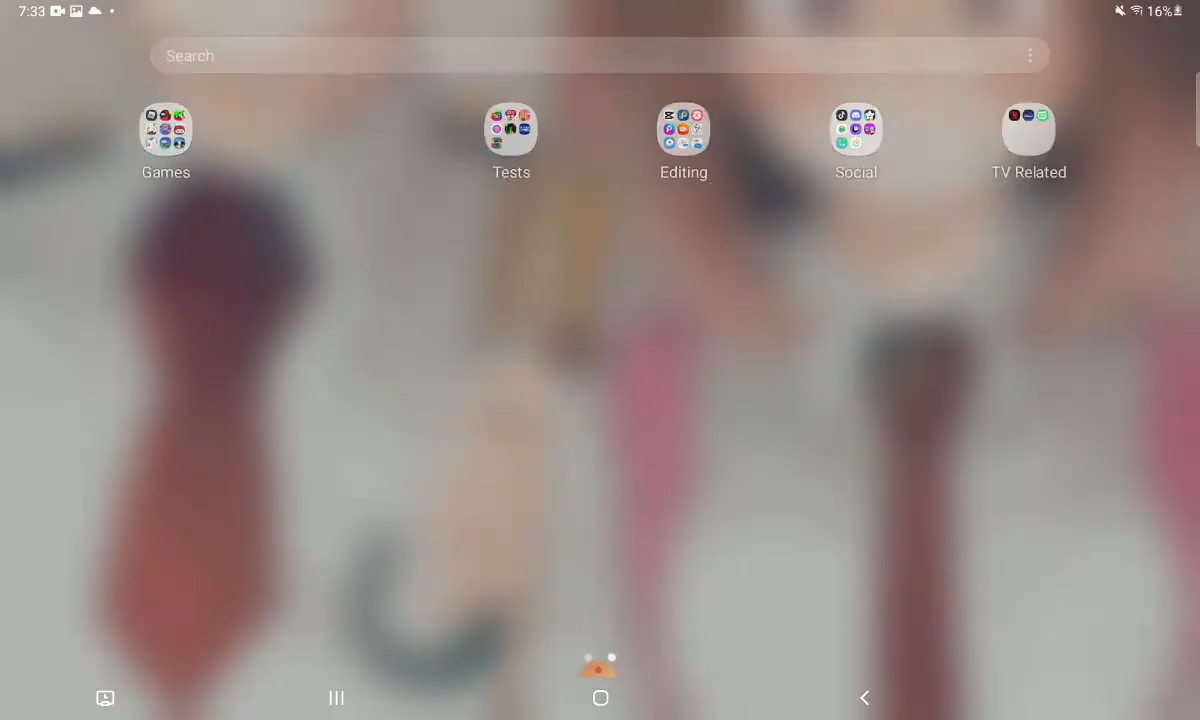 7:33
16%
Search
Games
Tests
Editing
Social
TV Related